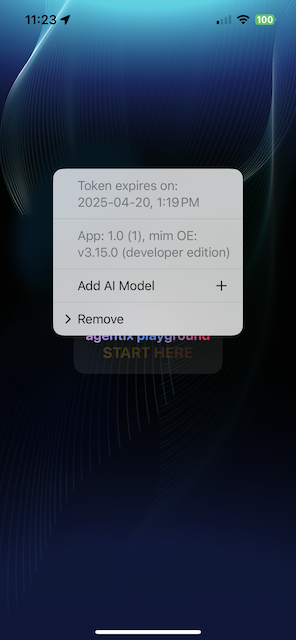 11:23
100
Token expires on:
2025-04-20, 1:19 PM
App: 1.0 (1), mim OE:
v3.15.0 (developer edition)
Add AI Model
Remove
agentix playground
START HERE